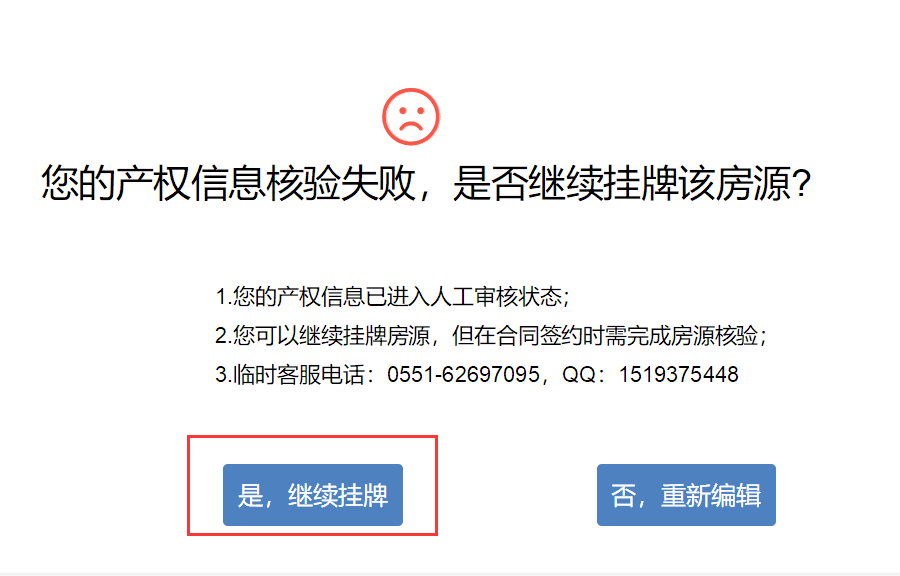 您的产权信息核验失败，是否继续挂牌该房源？
1.您的产权信息已进入人工审核状态；
2.您可以继续挂牌房源，但在合同签约时需完成房源核验；
3.临时客服电话：0551-62697095，QQ：1519375448
是，继续挂牌
否，重新编辑